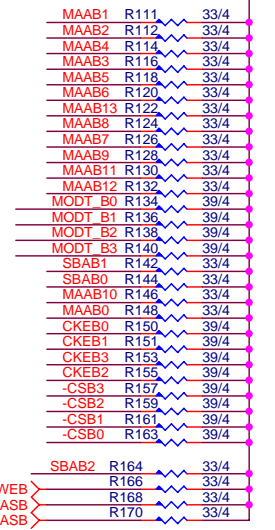 MAAB1 R111 33/4
MAAB2 R112 33/4
MAAB4 R114 33/4
MAAB3 R116 33/4
MAAB5 R118 33/4
MAAB6 R120 33/4
MAAB13 R122 33/4
MAAB8 R124 33/4
MAAB7 R126 33/4
MAAB9 R128 33/4
MAAB11 R130 33/4
MAAB12 R132 33/4
MODT_B0 R134 39/4
MODT_B1 R136 39/4
MODT_B2 R138 39/4
MODT_B3 R140 39/4
SBAB1 R142 33/4
SBAB0 R144 33/4
MAAB10 R146 33/4
MAAB0 R148 33/4
CKEB0 R150 39/4
CKEB1 R151 39/4
CKEB3 R153 39/4
CKEB2 R155 39/4
-CSB3 R157 39/4
-CSB2 R159 39/4
-CSB1 R161 39/4
-CSB0 R163 39/4
SBAB2 R164 33/4
WEB R166 33/4
ASB R168 33/4
ASB R170 33/4